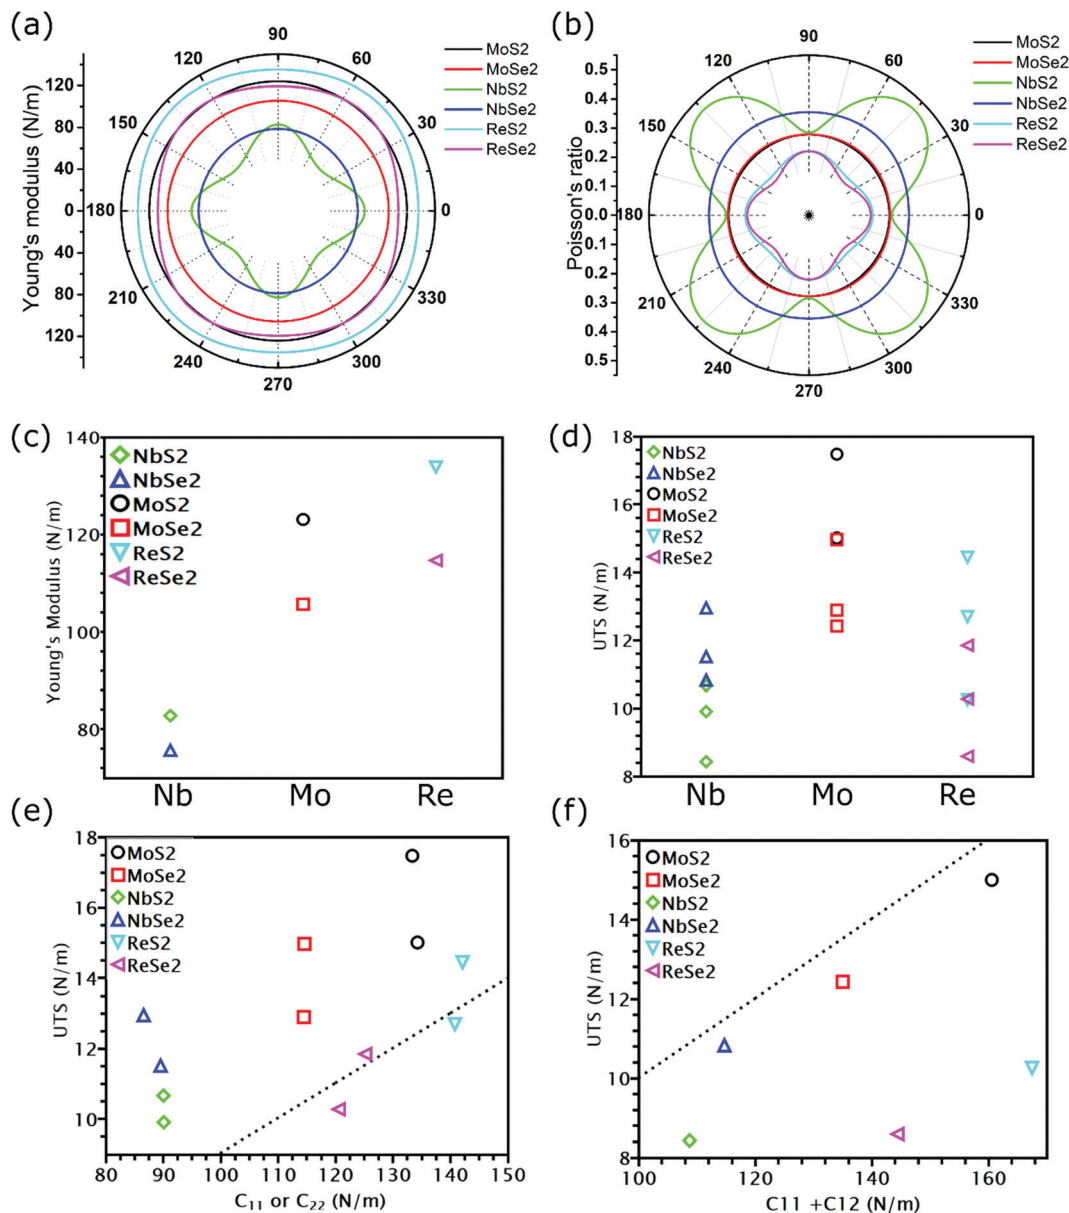 (a)
Young's modulus (N/m)
120
80
40
0
40
80
120
90
120
60
150
30
180
0
210
330
240
300
270
MoS2
MoSe2
NbS2
NbSe2
ReS2
ReSe2
(b)
Poisson's ratio
0.5
0.4
0.3
0.2
0.1
0.0
0.1
0.2
0.3
0.4
0.5
90
120
60
150
30
180
0
210
330
240
300
270
MoS2
MoSe2
NbS2
NbSe2
ReS2
ReSe2
(c)
Young's Modulus (N/m)
140
120
100
80
NbS2
NbSe2
MoS2
MoSe2
ReS2
ReSe2
Nb Mo Re
(d)
UTS (N/m)
18
16
14
12
10
8
NbS2
NbSe2
MoS2
MoSe2
ReS2
ReSe2
Nb Mo Re
(e)
UTS (N/m)
18
16
14
12
10
MoS2
MoSe2
NbS2
NbSe2
ReS2
ReSe2
80 90 100 110 120 130 140 150
C₁₁ or C₂₂ (N/m)
(f)
UTS (N/m)
16
14
12
10
8
MoS2
MoSe2
NbS2
NbSe2
ReS2
ReSe2
100 120 140 160
C11 +C12 (N/m)